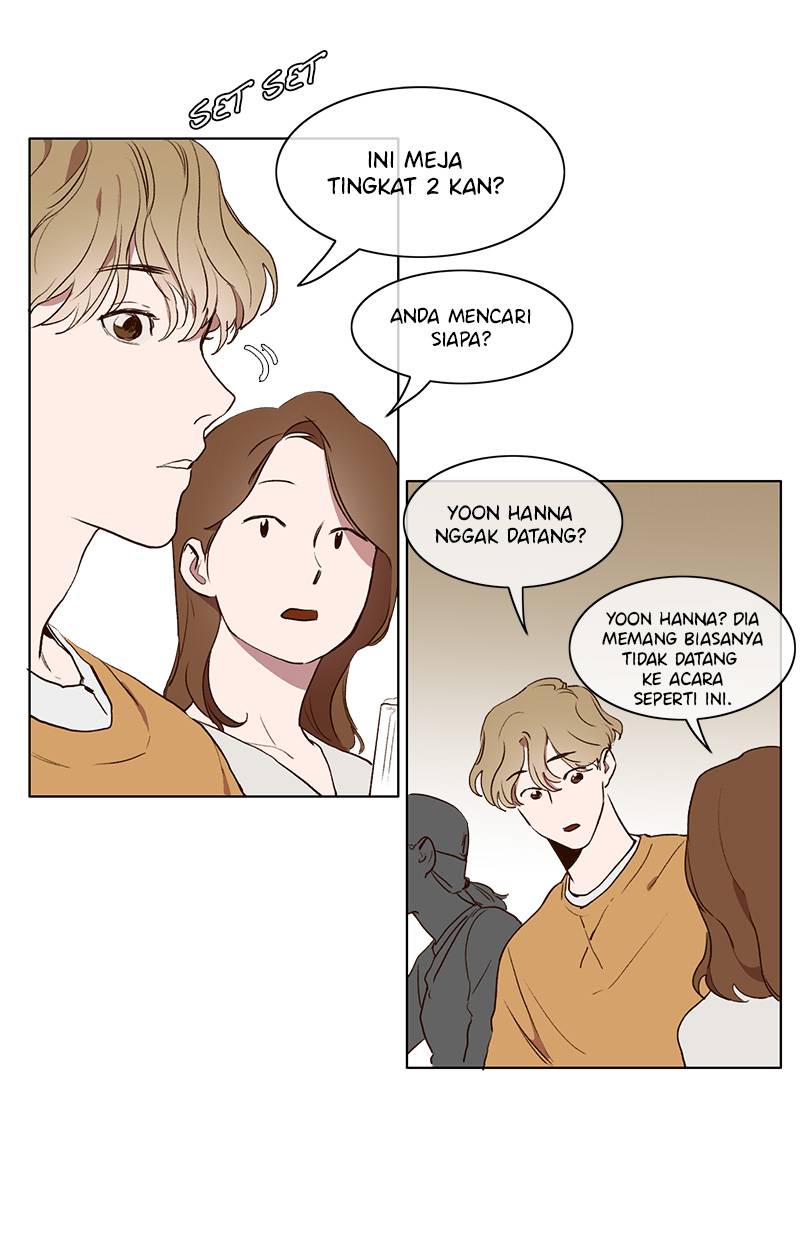 SET SET
INI MEJA
TINGKAT 2 KAN?
ANDA MENCARI
SIAPA?
YOON HANNA
NGGAK DATANG?
YOON HANNA? DIA
MEMANG BIASANYA
TIDAK DATANG
KE ACARA
SEPERTI INI.